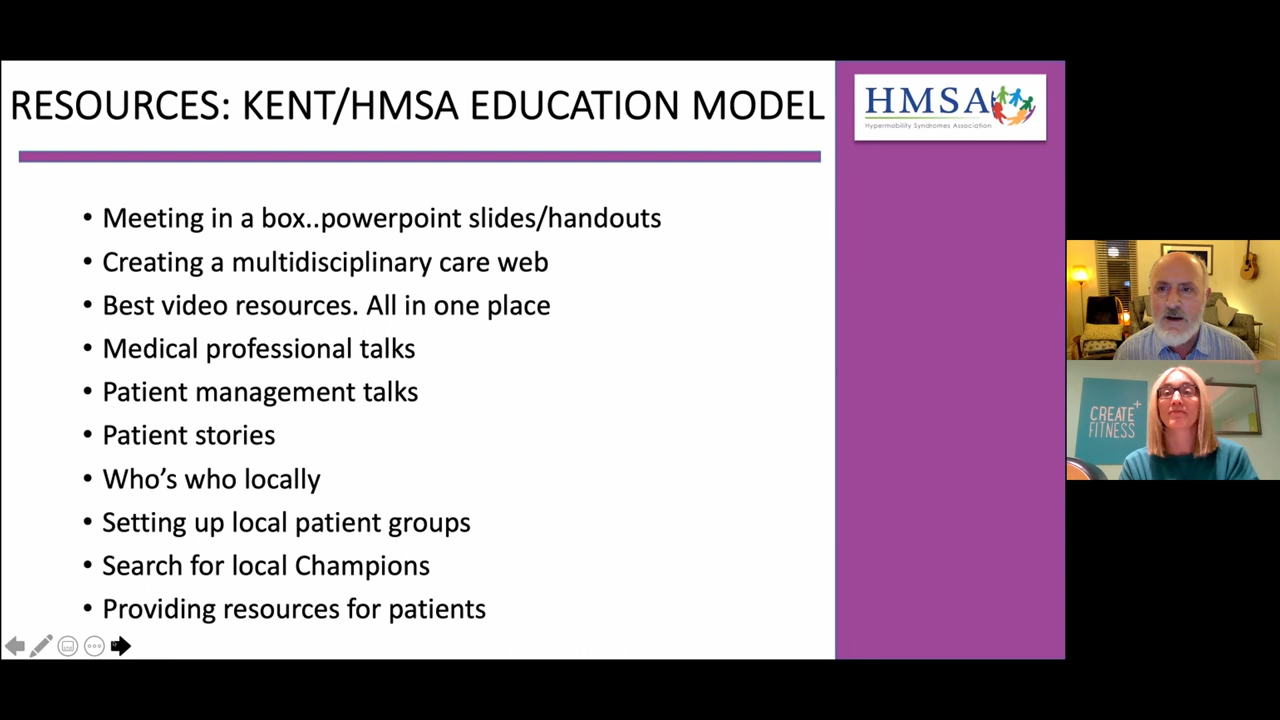 RESOURCES: KENT/HMSA EDUCATION MODEL
HMSA
Hypermobility Syndromes Association
• Meeting in a box..powerpoint slides/handouts
• Creating a multidisciplinary care web
• Best video resources. All in one place
• Medical professional talks
• Patient management talks
• Patient stories
• Who’s who locally
• Setting up local patient groups
• Search for local Champions
• Providing resources for patients
CREATE+
FITNESS